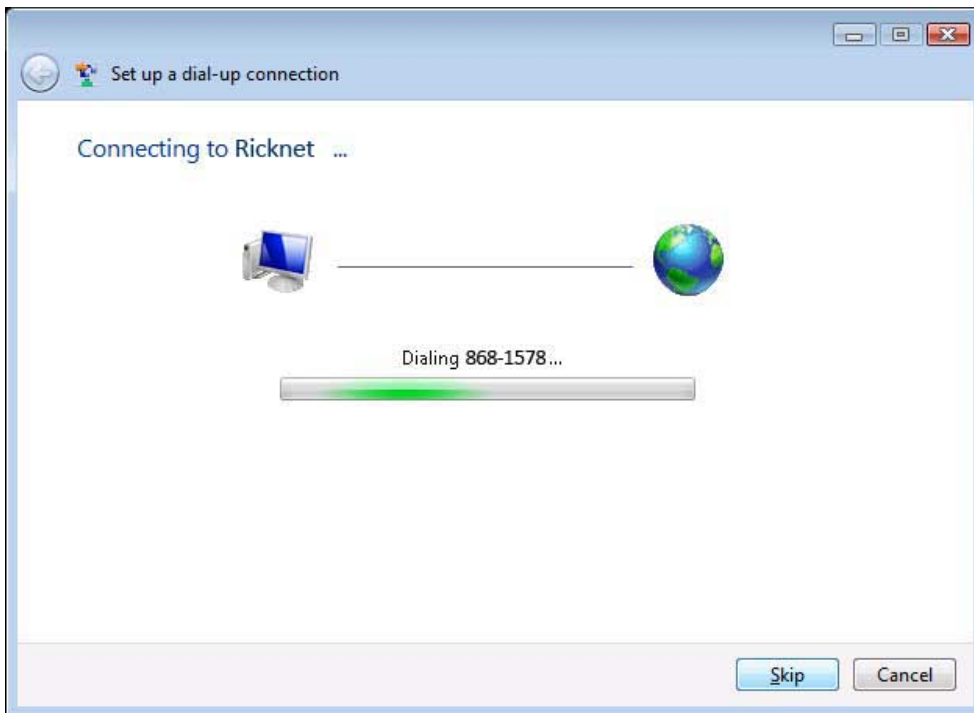 Set up a dial-up connection
Connecting to Ricknet ...
Dialing 868-1578...
Skip Cancel